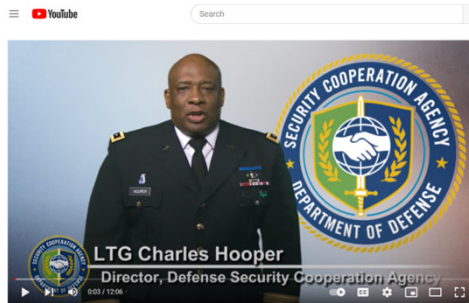 YouTube
Search
SECURITY COOPERATION AGENCY
DEPARTMENT OF DEFENSE
HOOPER
LTG Charles Hooper
Director, Defense Security Cooperation Agency
0:03 / 12:06
CC